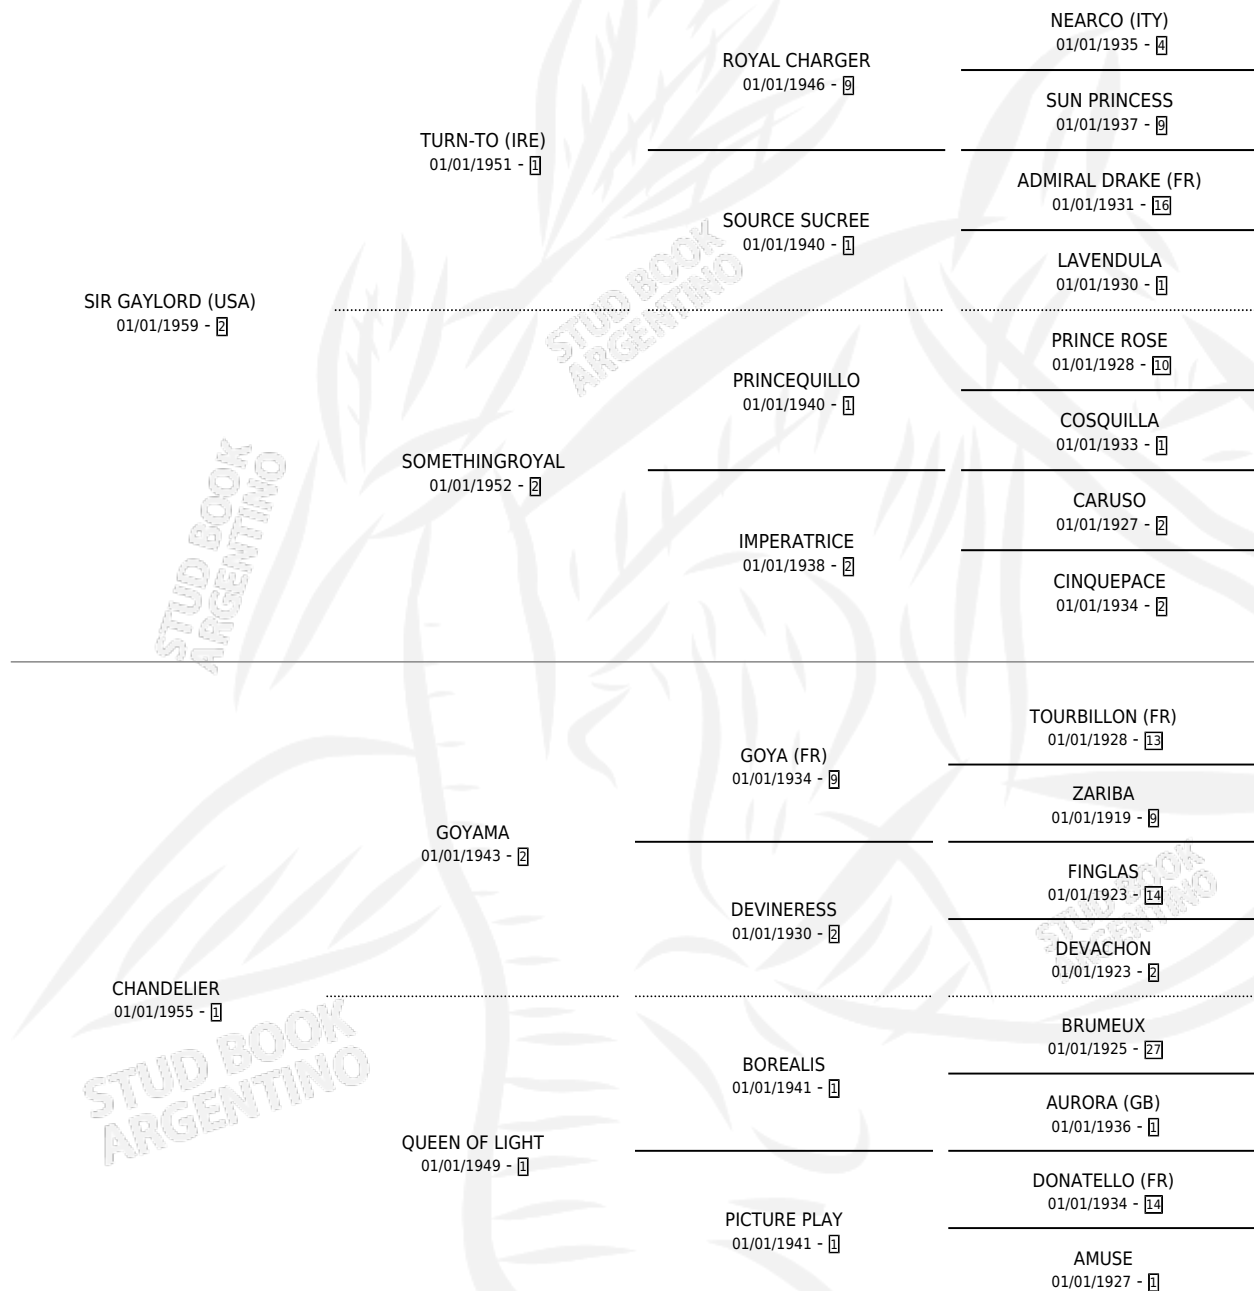 NEARCO (ITY)
01/01/1935 - 4
ROYAL CHARGER
01/01/1946 - 9
SUN PRINCESS
01/01/1937 - 9
TURN-TO (IRE)
01/01/1951 - 1
ADMIRAL DRAKE (FR)
01/01/1931 - 16
SOURCE SUCREE
01/01/1940 - 1
LAVENDULA
01/01/1930 - 1
SIR GAYLORD (USA)
01/01/1959 - 2
STUD BOOK
ARGENTINO
PRINCE ROSE
01/01/1928 - 10
PRINCEQUILLO
01/01/1940 - 1
COSQUILLA
01/01/1933 - 1
SOMETHINGROYAL
01/01/1952 - 2
CARUSO
01/01/1927 - 2
IMPERATRICE
01/01/1938 - 2
CINQUEPACE
01/01/1934 - 2
STUD BOOK
ARGENTINO
TOURBILLON (FR)
01/01/1928 - 13
GOYA (FR)
01/01/1934 - 9
ZARIBA
01/01/1919 - 9
GOYAMA
01/01/1943 - 2
FINGLAS
01/01/1923 - 14
DEVINERESS
01/01/1930 - 2
STUD BOOK
ARGENTINO
DEVACHON
01/01/1923 - 2
CHANDELIER
01/01/1955 - 1
BRUMEUX
01/01/1925 - 27
BOREALIS
01/01/1941 - 1
STUD BOOK
ARGENTINO
AURORA (GB)
01/01/1936 - 1
QUEEN OF LIGHT
01/01/1949 - 1
DONATELLO (FR)
01/01/1934 - 14
PICTURE PLAY
01/01/1941 - 1
AMUSE
01/01/1927 - 1